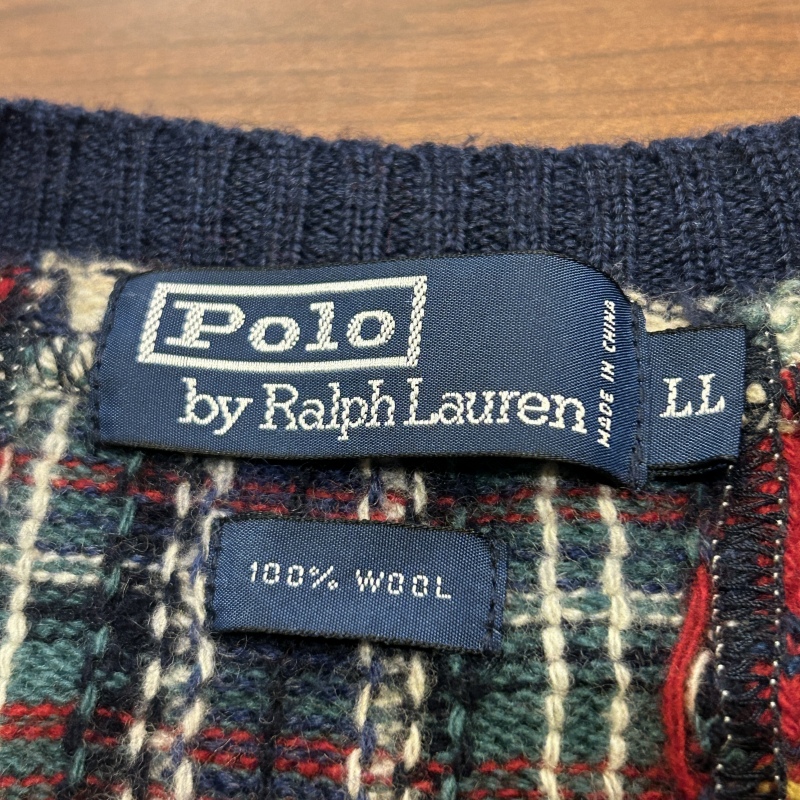 Polo
by Ralph Lauren
MADE IN CHINA
LL
100% WOOL